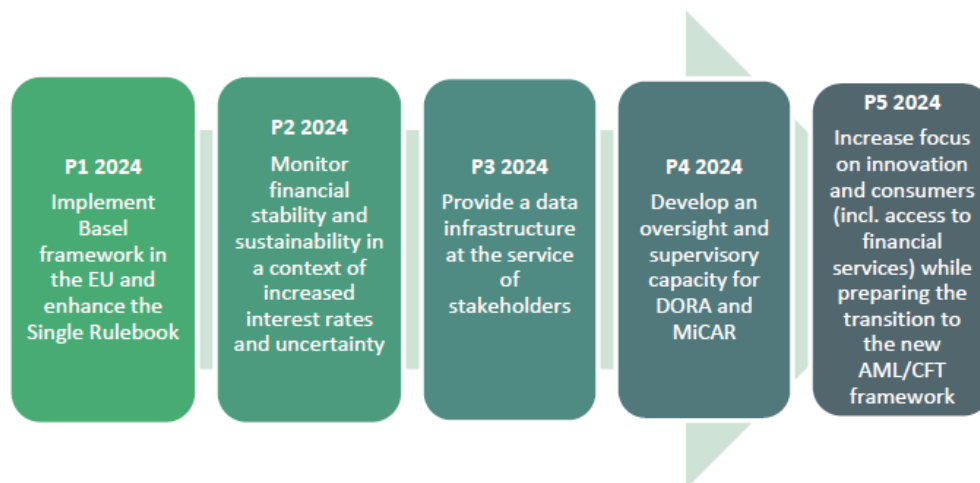 P1 2024
Implement
Basel
framework in
the EU and
enhance the
Single Rulebook
P2 2024
Monitor
financial
stability and
sustainability in
a context of
increased
interest rates
and uncertainty
P3 2024
Provide a data
infrastructure
at the service
of
stakeholders
P4 2024
Develop an
oversight and
supervisory
capacity for
DORA and
MiCAR
P5 2024
Increase focus
on innovation
and consumers
(incl. access to
financial
services) while
preparing the
transition to
the new
AML/CFT
framework